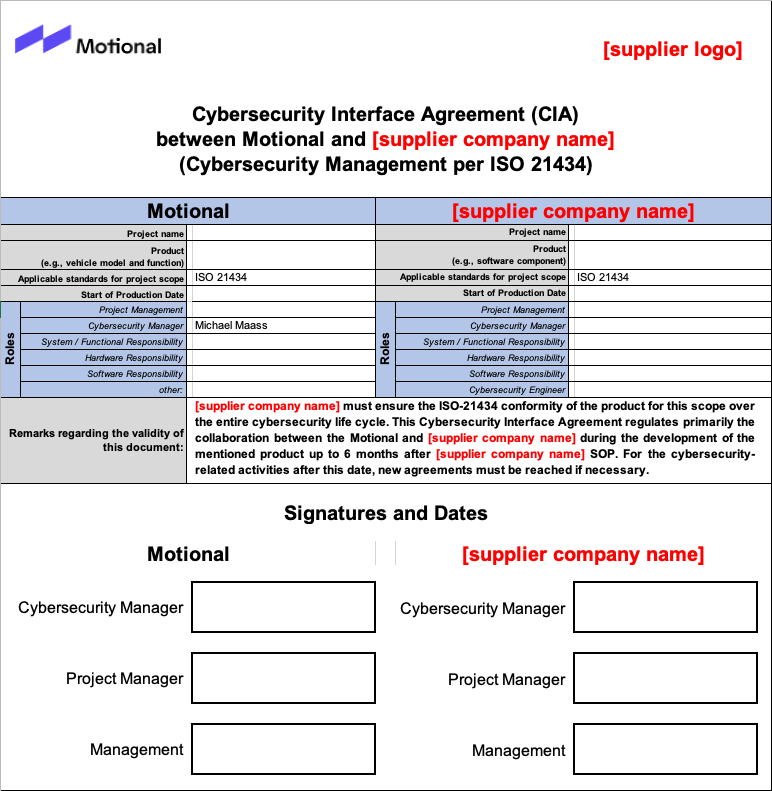 Motional
[supplier logo]
Cybersecurity Interface Agreement (CIA)
between Motional and [supplier company name]
(Cybersecurity Management per ISO 21434)
Motional [supplier company name]
Project name Project name
Product Product
(e.g., vehicle model and function) (e.g., software component)
Applicable standards for project scope ISO 21434 Applicable standards for project scope ISO 21434
Start of Production Date Start of Production Date
Roles Roles
Project Management Project Management
Cybersecurity Manager Michael Maass Cybersecurity Manager
System / Functional Responsibility System / Functional Responsibility
Hardware Responsibility Hardware Responsibility
Software Responsibility Software Responsibility
other: Cybersecurity Engineer
Remarks regarding the validity of
this document:
[supplier company name] must ensure the ISO-21434 conformity of the product for this scope over
the entire cybersecurity life cycle. This Cybersecurity Interface Agreement regulates primarily the
collaboration between the Motional and [supplier company name] during the development of the
mentioned product up to 6 months after [supplier company name] SOP. For the cybersecurity-
related activities after this date, new agreements must be reached if necessary.
Signatures and Dates
Motional [supplier company name]
Cybersecurity Manager Cybersecurity Manager
Project Manager Project Manager
Management Management